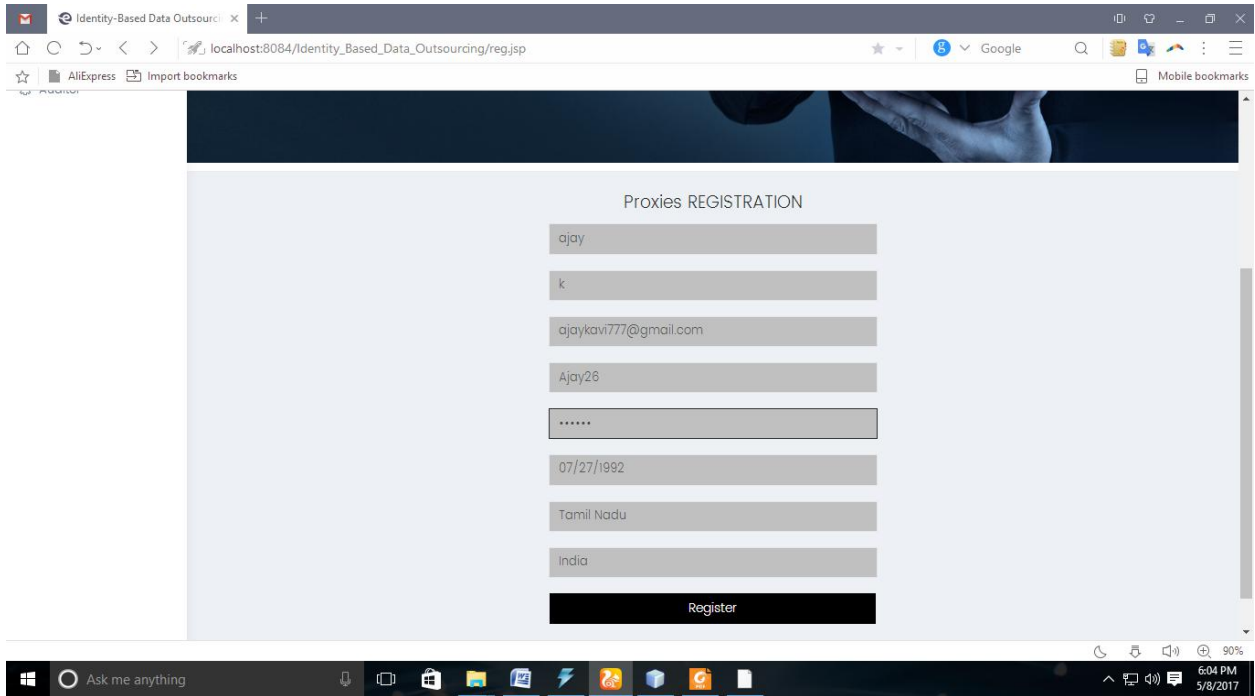 Identity-Based Data Outsourci
localhost:8084/Identity_Based_Data_Outsourcing/reg.jsp
Google
AliExpress Import bookmarks
Mobile bookmarks
Auditor
Proxies REGISTRATION
ajay
k
ajaykavi777@gmail.com
Ajay26
••••••
07/27/1992
Tamil Nadu
India
Register
90%
Ask me anything
6:04 PM
5/8/2017